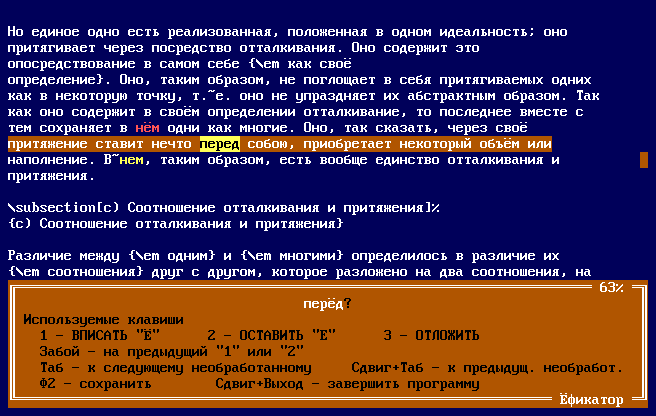 Но единое одно есть реализованная, положенная в одном идеальность; оно
притягивает через посредство отталкивания. Оно содержит это
опосредствование в самом себе {\em как своё
определение}. Оно, таким образом, не поглощает в себя притягиваемых одних
как в некоторую точку, т.~е. оно не упраздняет их абстрактным образом. Так
как оно содержит в своём определении отталкивание, то последнее вместе с
тем сохраняет в нём одни как многие. Оно, так сказать, через своё
притяжение ставит нечто перед собою, приобретает некоторый объём или
наполнение. В~нем, таким образом, есть вообще единство отталкивания и
притяжения.
\subsection[c) Соотношение отталкивания и притяжения]%
{c) Соотношение отталкивания и притяжения}
Различие между {\em одним} и {\em многими} определилось в различие их
{\em соотношения} друг с другом, которое разложено на два соотношения, на
63%
перёд?
Используемые клавиши
1 – ВПИСАТЬ "Ё" 2 – ОСТАВИТЬ "Е" 3 – ОТЛОЖИТЬ
Забой – на предыдущий "1" или "2"
Таб – к следующему необработанному Сдвиг+Таб – к предыдущ. необработ.
Ф2 – сохранить Сдвиг+Выход – завершить программу
Ёфикатор